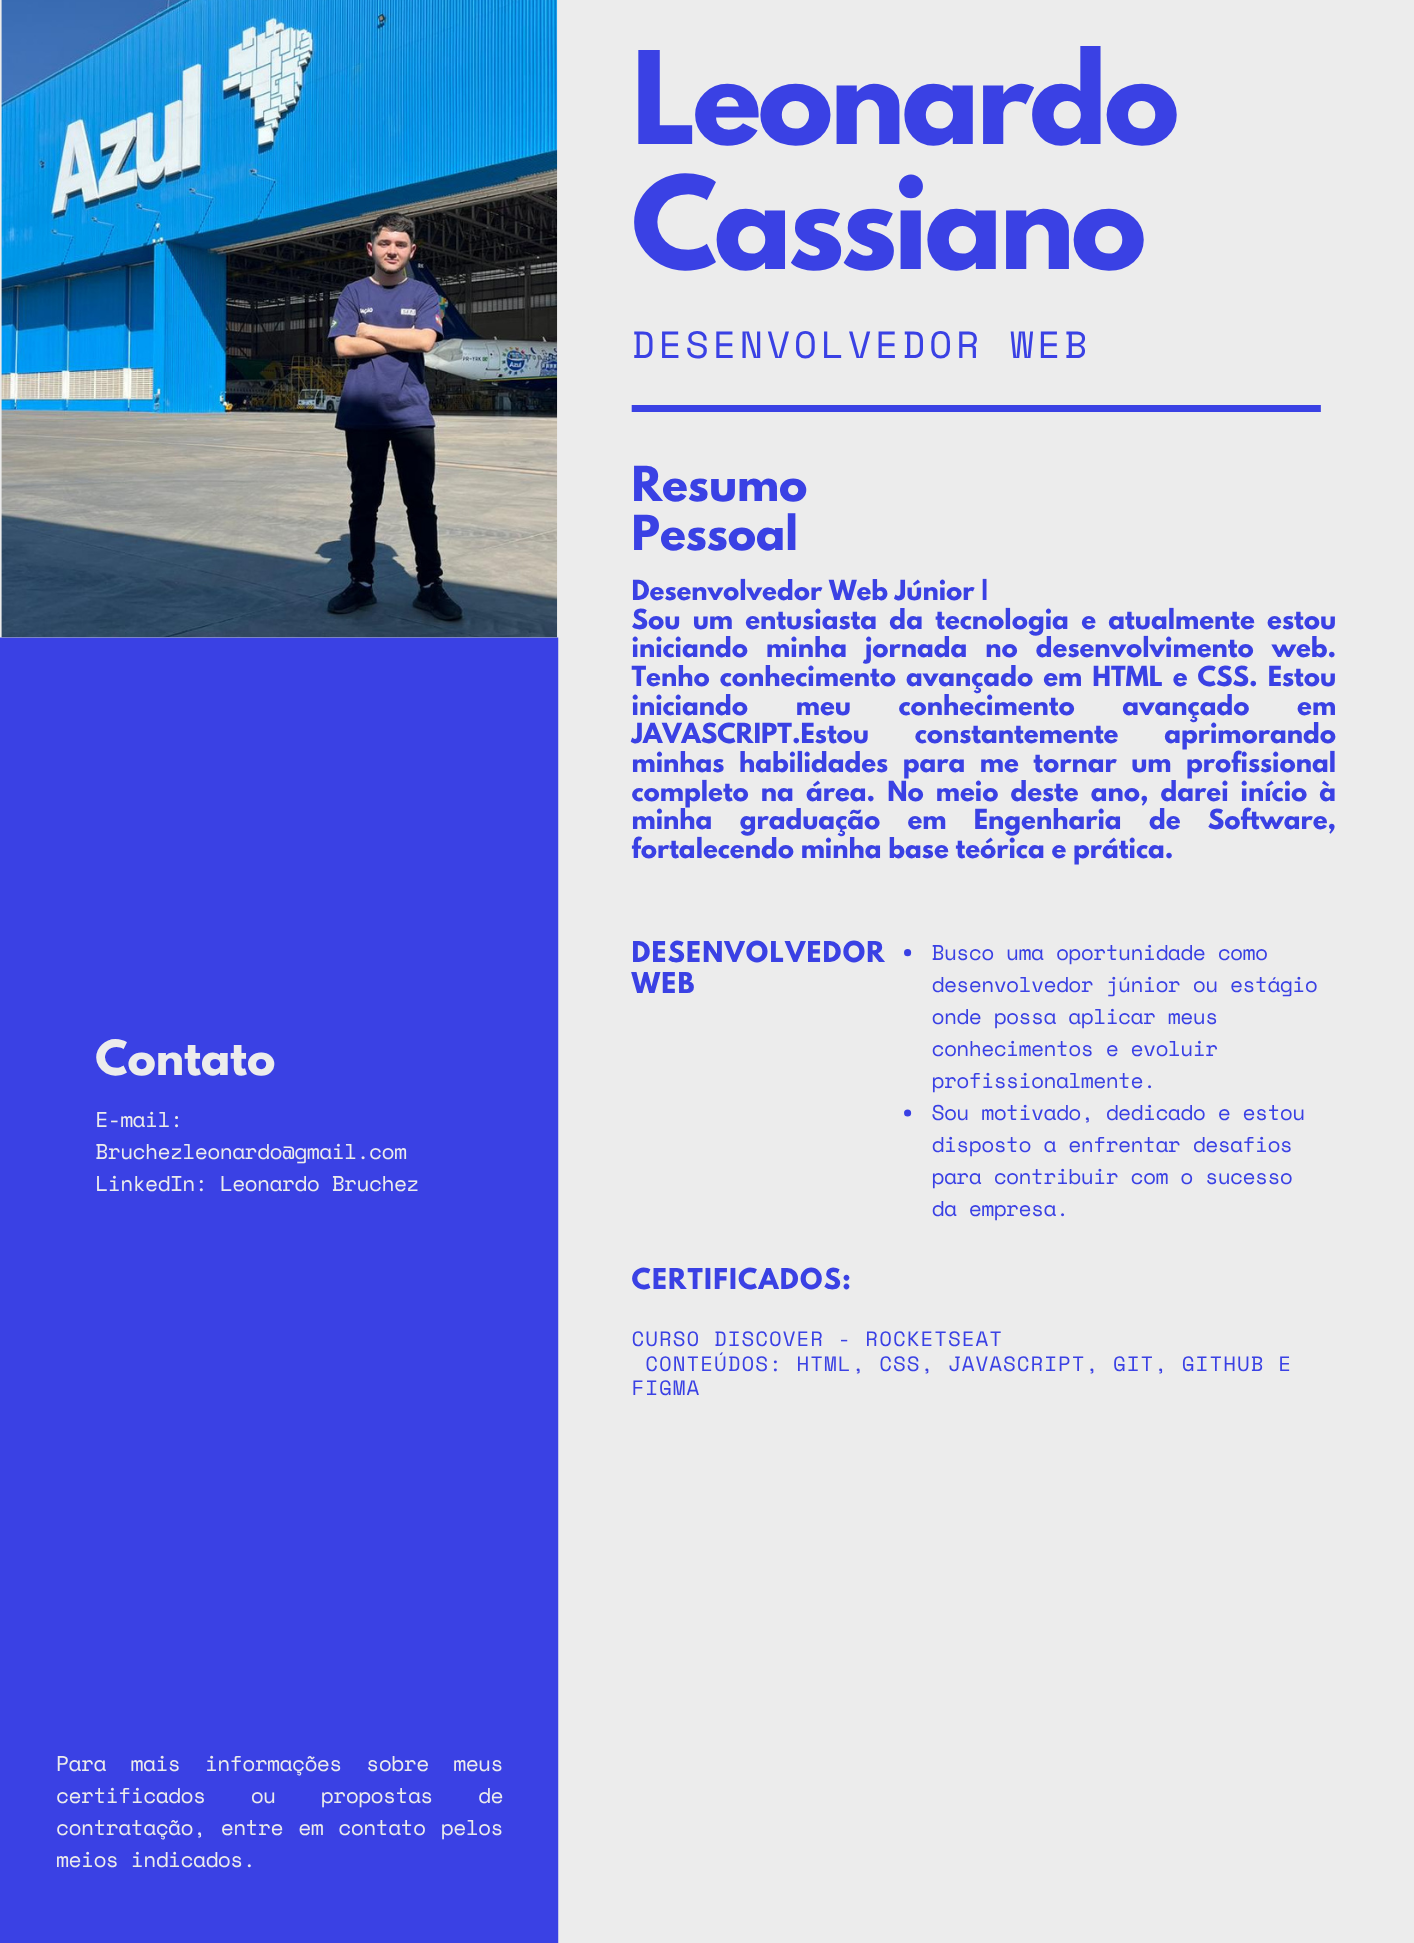 Azul
Leonardo
Cassiano
DESENVOLVEDOR WEB
Resumo
Pessoal
Desenvolvedor Web Júnior |
Sou um entusiasta da tecnologia e atualmente estou
iniciando minha jornada no desenvolvimento web.
Tenho conhecimento avançado em HTML e CSS. Estou
iniciando meu conhecimento avançado em
JAVASCRIPT.Estou constantemente aprimorando
minhas habilidades para me tornar um profissional
completo na área. No meio deste ano, darei início à
minha graduação em Engenharia de Software,
fortalecendo minha base teórica e prática.
DESENVOLVEDOR
WEB
• Busco uma oportunidade como
desenvolvedor júnior ou estágio
onde possa aplicar meus
conhecimentos e evoluir
profissionalmente.
• Sou motivado, dedicado e estou
disposto a enfrentar desafios
para contribuir com o sucesso
da empresa.
CERTIFICADOS:
CURSO DISCOVER - ROCKETSEAT
CONTEÚDOS: HTML, CSS, JAVASCRIPT, GIT, GITHUB E
FIGMA
Contato
E-mail:
Bruchezleonardo@gmail.com
LinkedIn: Leonardo Bruchez
Para mais informações sobre meus
certificados ou propostas de
contratação, entre em contato pelos
meios indicados.